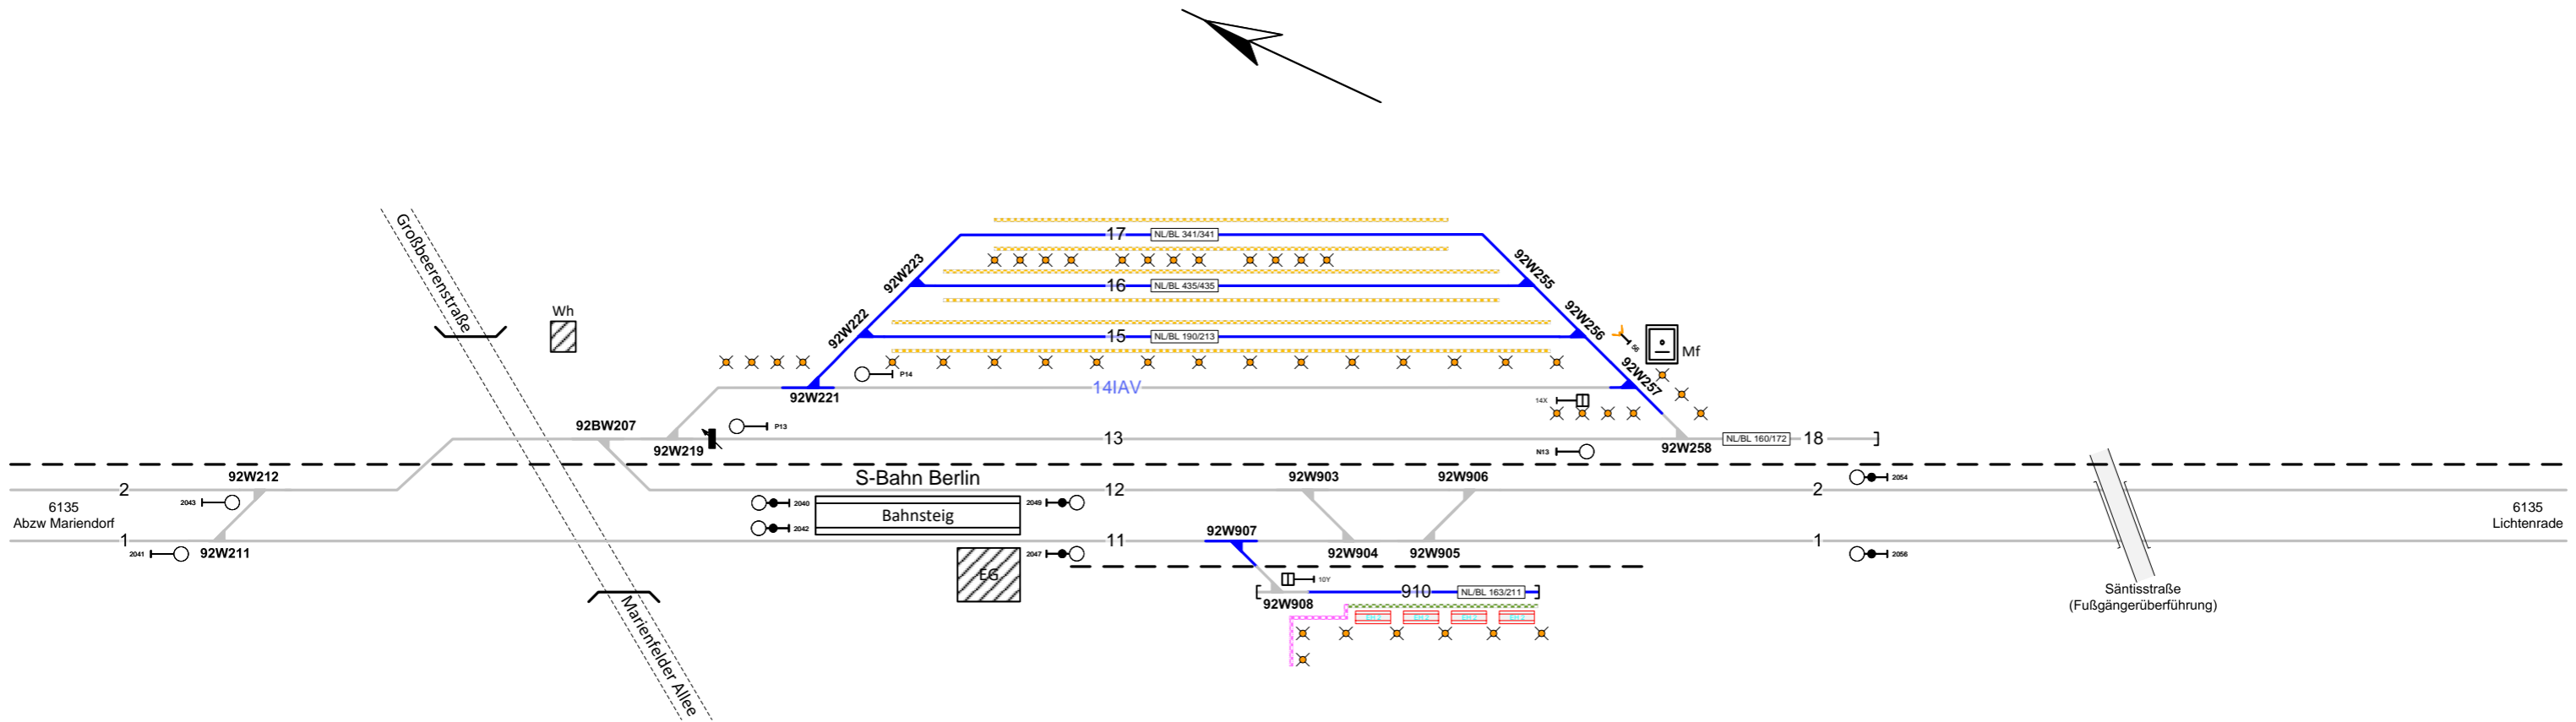 17
NL/BL 341/341
Großbeerenstraße
92W223
92W255
16
NL/BL 435/435
Wh
92W222
92W256
15
NL/BL 190/213
56
Mf
92W257
P14
14IAV
92W221
14X
92BW207
P13
13
NL/BL 160/172
18
92W219
N13
92W258
92W212
S-Bahn Berlin
92W903
92W906
2054
2
2043
2040
2049
12
2
6135
Abzw Mariendorf
Bahnsteig
6135
Lichtenrade
2042
92W907
1
11
1
2041
92W211
2047
92W904
92W905
2056
EG
10Y
910
NL/BL 163/211
92W908
Säntisstraße
(Fußgängerüberführung)
Marienfelder Allee